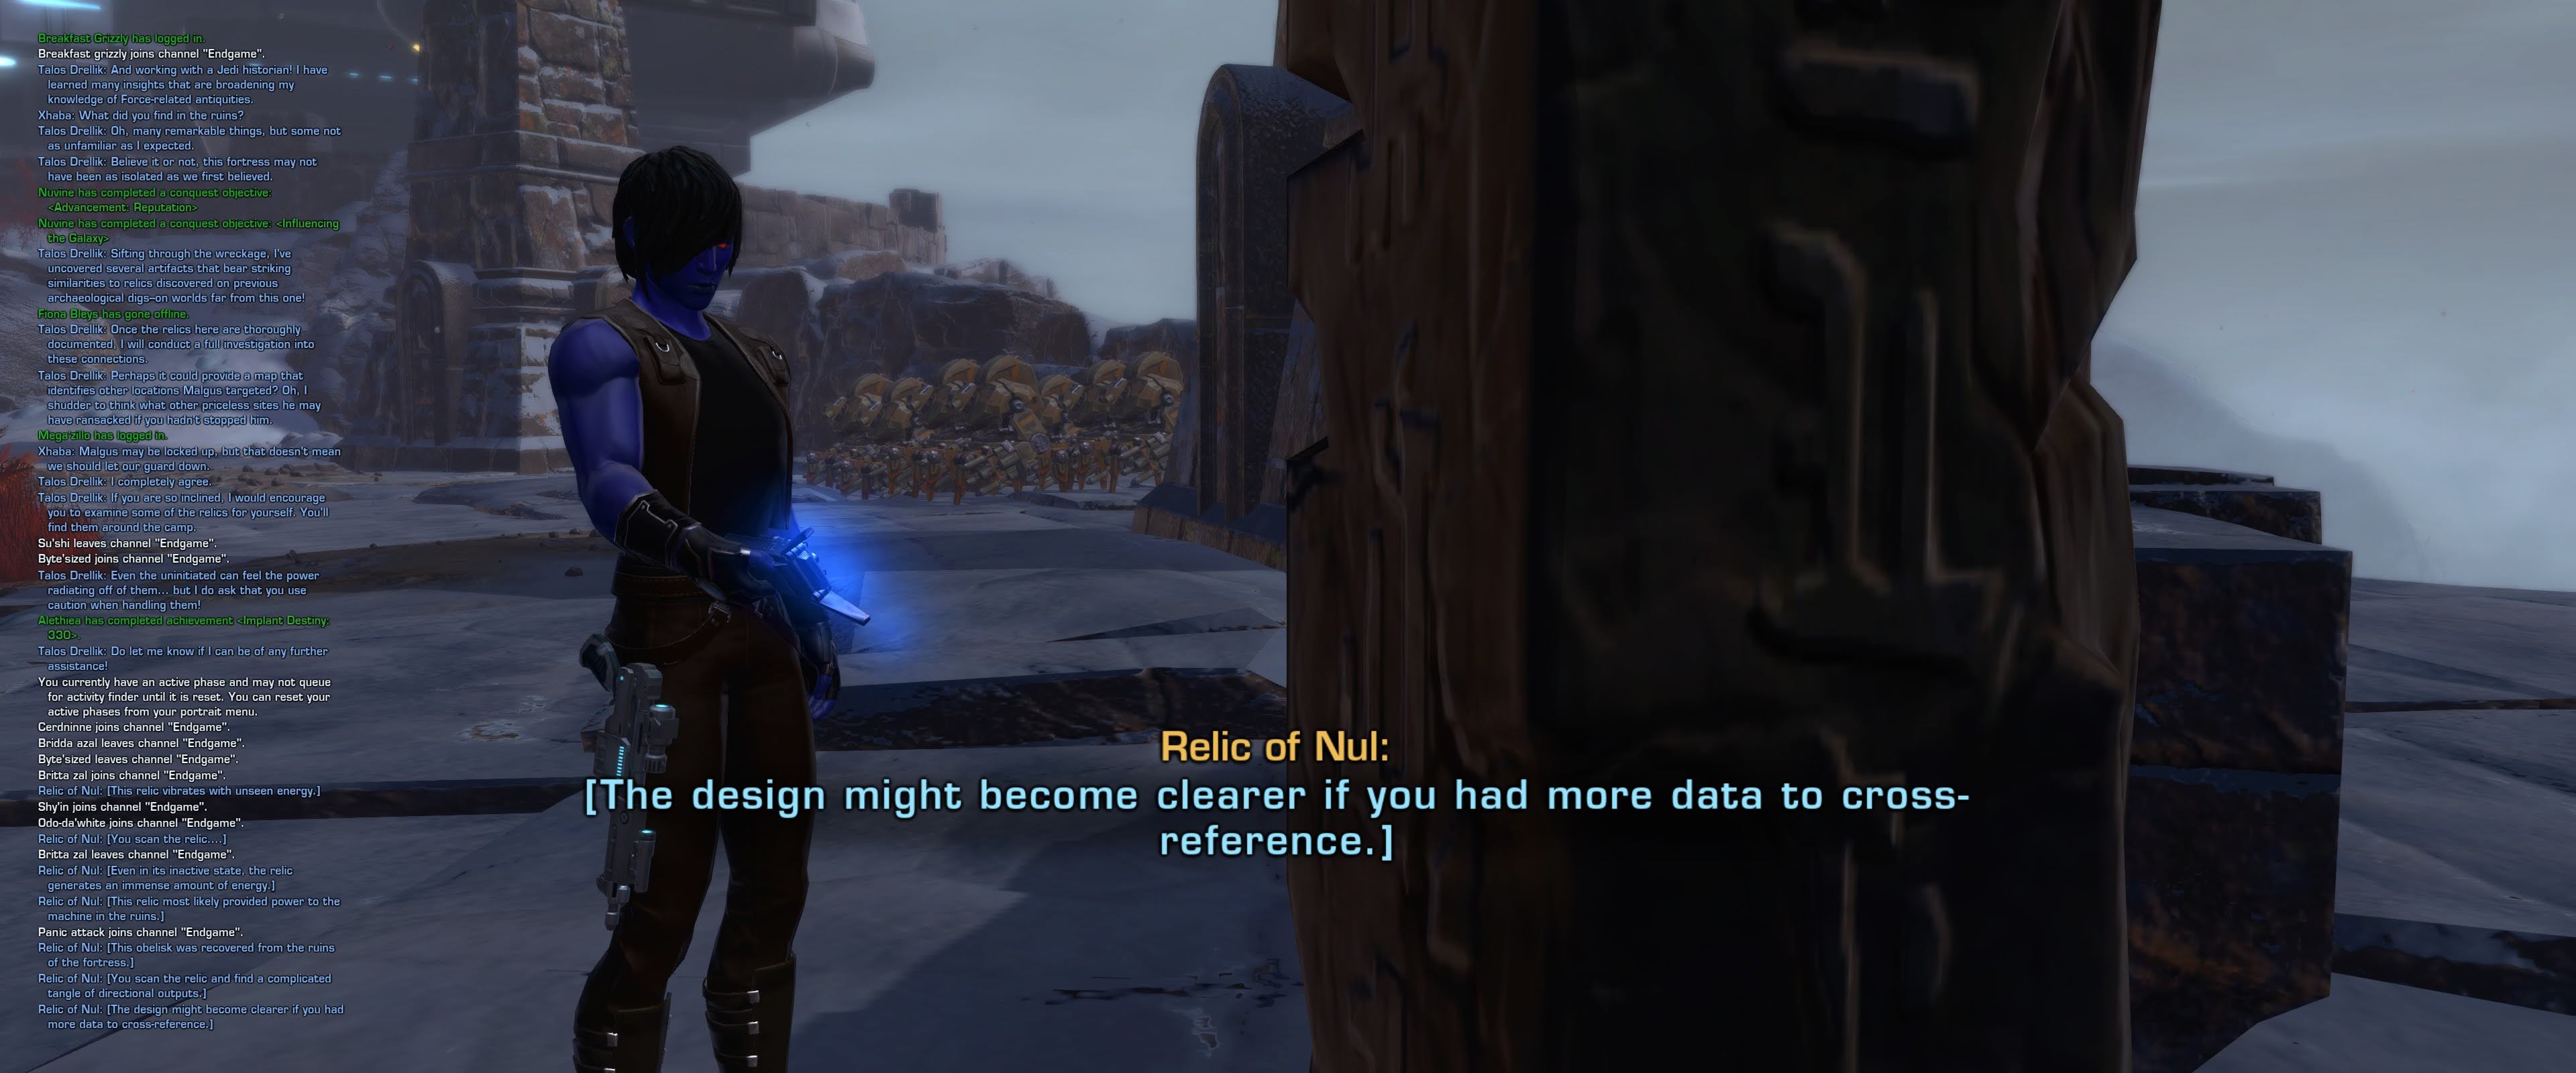 Breakfast Grizzly has logged in.
Breakfast grizzly joins channel "Endgame".
Talos Drellik: And working with a Jedi historian! I have
learned many insights that are broadening my
knowledge of Force-related antiquities.
Xhaba: What did you find in the ruins?
Talos Drellik: Oh, many remarkable things, but some not
as unfamiliar as I expected.
Talos Drellik: Believe it or not, this fortress may not
have been as isolated as we first believed.
Nuvine has completed a conquest objective:
<Advancement: Reputation>
Nuvine has completed a conquest objective: <Influencing
the Galaxy>
Talos Drellik: Sifting through the wreckage, I've
uncovered several artifacts that bear striking
similarities to relics discovered on previous
archaeological digs–on worlds far from this one!
Fiona Bleys has gone offline.
Talos Drellik: Once the relics here are thoroughly
documented, I will conduct a full investigation into
these connections.
Talos Drellik: Perhaps it could provide a map that
identifies other locations Malgus targeted? Oh, I
shudder to think what other priceless sites he may
have ransacked if you hadn't stopped him.
Mega'zillo has logged in.
Xhaba: Malgus may be locked up, but that doesn't mean
we should let our guard down.
Talos Drellik: I completely agree.
Talos Drellik: If you are so inclined, I would encourage
you to examine some of the relics for yourself. You'll
find them around the camp.
Su'shi leaves channel "Endgame".
Byte'sized joins channel "Endgame".
Talos Drellik: Even the uninitiated can feel the power
radiating off of them... but I do ask that you use
caution when handling them!
Alethiea has completed achievement <Implant Destiny:
330>.
Talos Drellik: Do let me know if I can be of any further
assistance!
You currently have an active phase and may not queue
for activity finder until it is reset. You can reset your
active phases from your portrait menu.
Cerdninne joins channel "Endgame".
Bridda azal leaves channel "Endgame".
Byte'sized leaves channel "Endgame".
Britta zal joins channel "Endgame".
Relic of Nul: [This relic vibrates with unseen energy.]
Shy'in joins channel "Endgame".
Odo-da'white joins channel "Endgame".
Relic of Nul: [You scan the relic....]
Britta zal leaves channel "Endgame".
Relic of Nul: [Even in its inactive state, the relic
generates an immense amount of energy.]
Relic of Nul: [This relic most likely provided power to the
machine in the ruins.]
Panic attack joins channel "Endgame".
Relic of Nul: [This obelisk was recovered from the ruins
of the fortress.]
Relic of Nul: [You scan the relic and find a complicated
tangle of directional outputs.]
Relic of Nul: [The design might become clearer if you had
more data to cross-reference.]
Relic of Nul:
[The design might become clearer if you had more data to cross-
reference.]